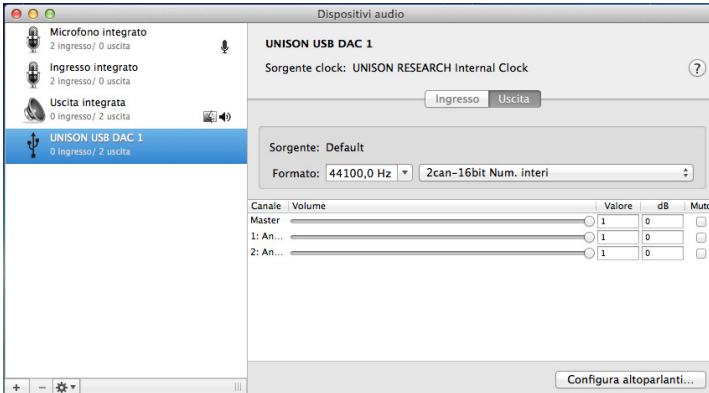 Dispositivi audio
Microfono integrato
2 ingresso/ 0 uscita
Ingresso integrato
2 ingresso/ 0 uscita
Uscita integrata
0 ingresso/ 2 uscita
UNISON USB DAC 1
0 ingresso/ 2 uscita
UNISON USB DAC 1
Sorgente clock: UNISON RESEARCH Internal Clock
?
Ingresso Uscita
Sorgente: Default
Formato: 44100,0 Hz 2can-16bit Num. interi
Canale Volume Valore dB Muto
Master 1 0
1: An... 1 0
2: An... 1 0
Configura altoparlanti...
+ −